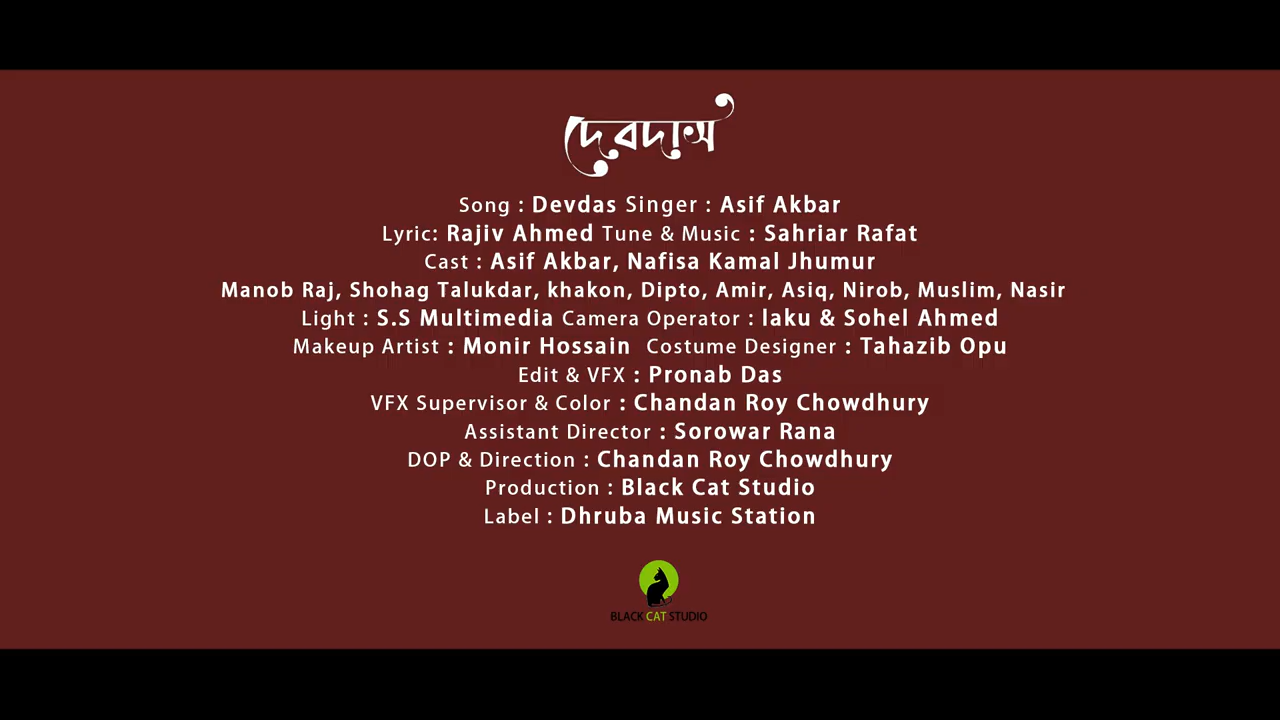 দেবদাস
Song : Devdas Singer : Asif Akbar
Lyric: Rajiv Ahmed Tune & Music : Sahriar Rafat
Cast : Asif Akbar, Nafisa Kamal Jhumur
Manob Raj, Shohag Talukdar, khakon, Dipto, Amir, Asiq, Nirob, Muslim, Nasir
Light : S.S Multimedia Camera Operator : laku & Sohel Ahmed
Makeup Artist : Monir Hossain Costume Designer : Tahazib Opu
Edit & VFX : Pronab Das
VFX Supervisor & Color : Chandan Roy Chowdhury
Assistant Director : Sorowar Rana
DOP & Direction : Chandan Roy Chowdhury
Production : Black Cat Studio
Label : Dhruba Music Station
BLACK CAT STUDIO